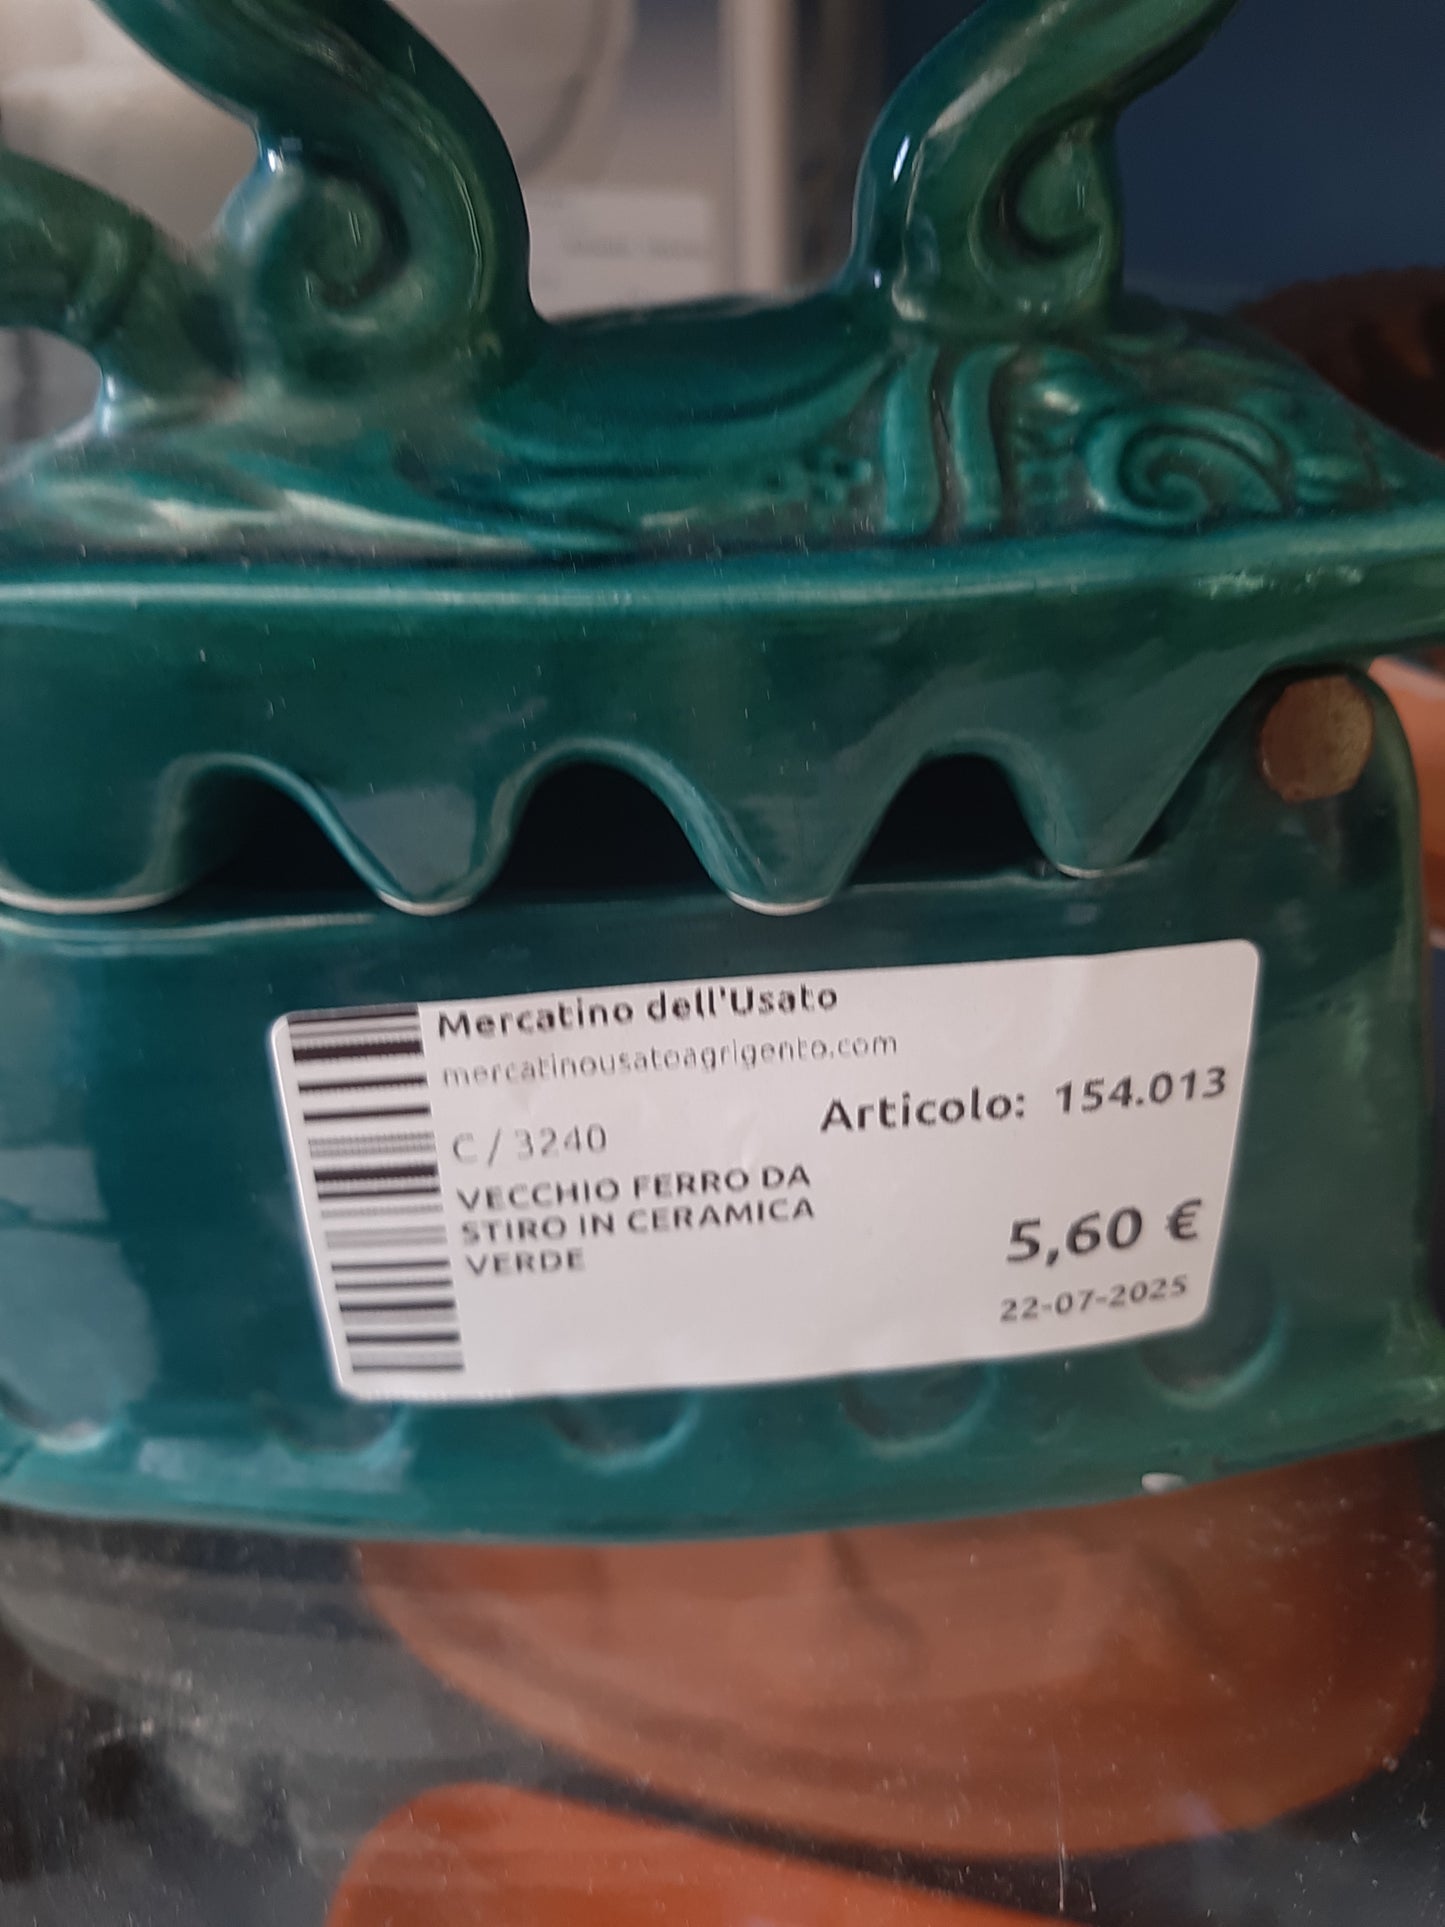 Mercatino dell'Usato
mercatinousatoagrigento.com
Articolo: 154.013
C / 3240
VECCHIO FERRO DA
STIRO IN CERAMICA
VERDE
5,60 €
22-07-2025